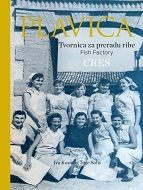 PLAVICA
Tvornica za preradu ribe
Fish Factory
CRES